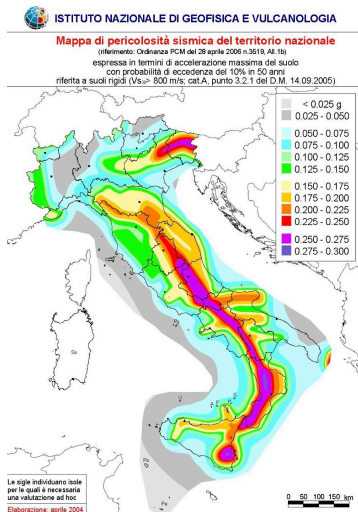 ISTITUTO NAZIONALE DI GEOFISICA E VULCANOLOGIA
Mappa di pericolosità sismica del territorio nazionale
(riferimento: Ordinanza PCM del 28 aprile 2006 n.3519, All.1b)
espressa in termini di accelerazione massima del suolo
con probabilità di eccedenza del 10% in 50 anni
riferita a suoli rigidi (Vs₃₀> 800 m/s; cat.A, punto 3.2.1 del D.M. 14.09.2005)
< 0.025 g
0.025 - 0.050
0.050 - 0.075
0.075 - 0.100
0.100 - 0.125
0.125 - 0.150
0.150 - 0.175
0.175 - 0.200
0.200 - 0.225
0.225 - 0.250
0.250 - 0.275
0.275 - 0.300
Sa
U
Le sigle individuano isole
per le quali è necessaria
una valutazione ad hoc
Elaborazione: aprile 2004
0 50 100 150 km